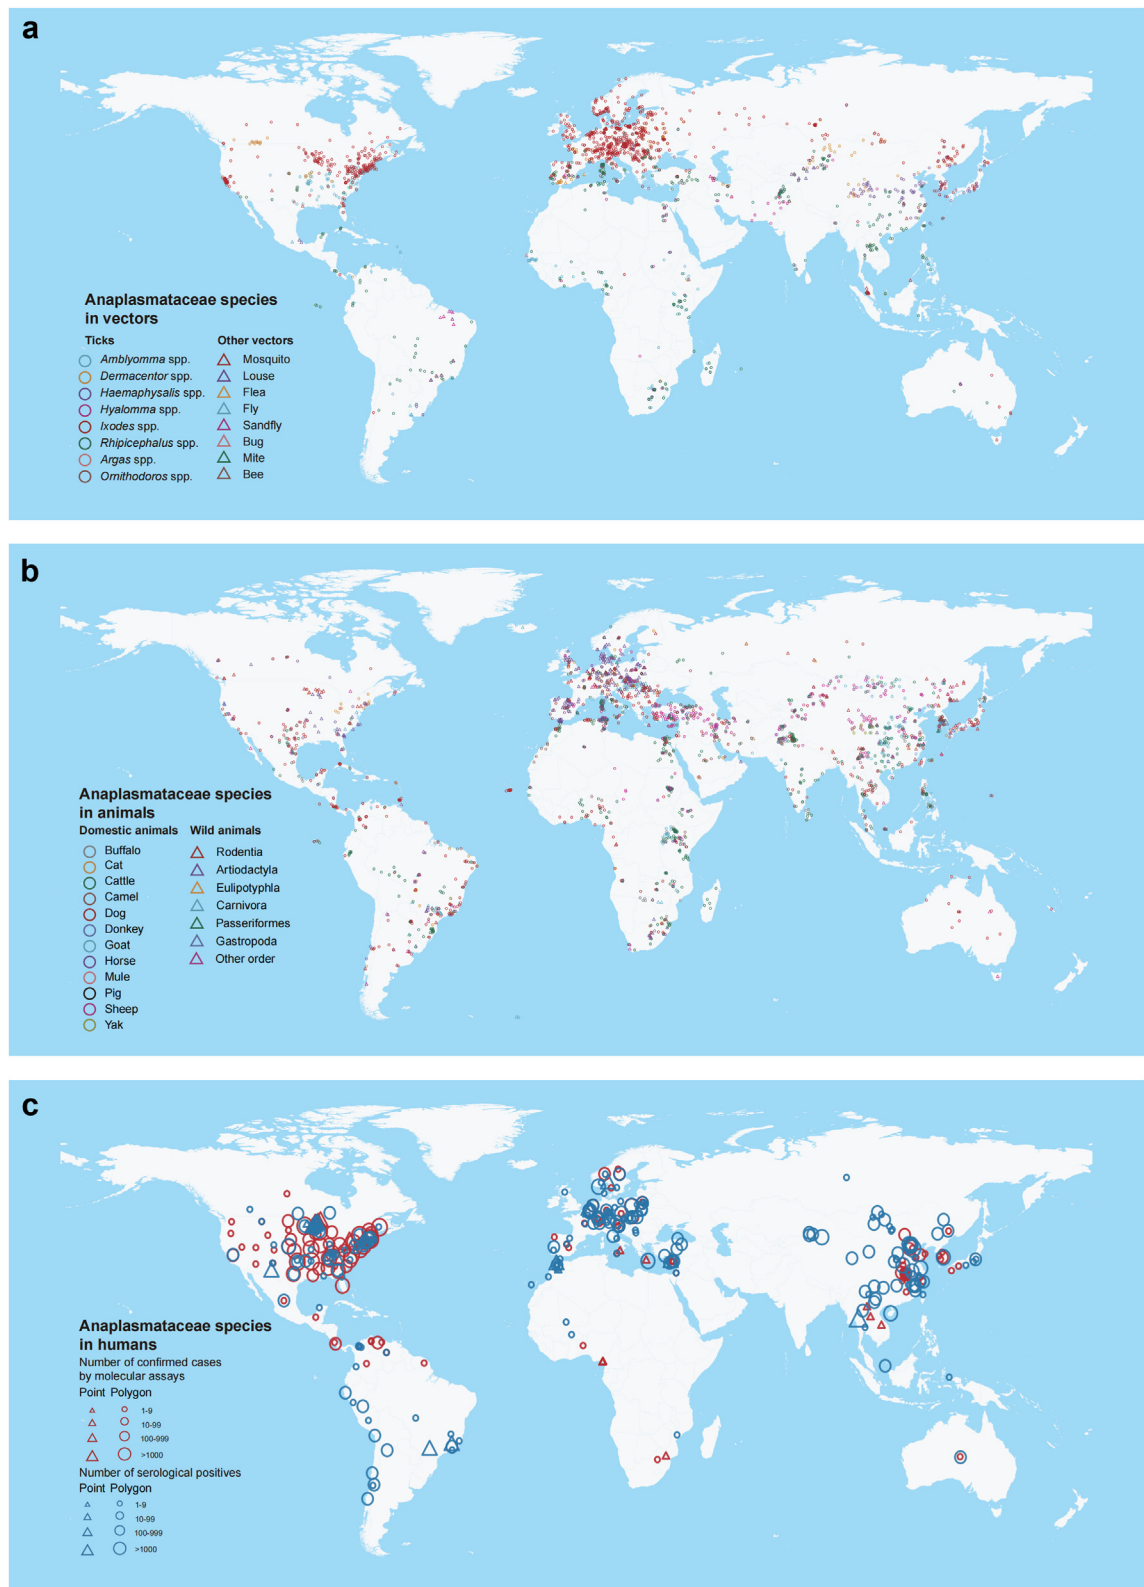 a
Anaplasmataceae species
in vectors
Ticks
Other vectors
Amblyomma spp.
Mosquito
Dermacentor spp.
Louse
Haemaphysalis spp.
Flea
Hyalomma spp.
Fly
Ixodes spp.
Sandfly
Rhipicephalus spp.
Bug
Argas spp.
Mite
Ornithodoros spp.
Bee
b
Anaplasmataceae species
in animals
Domestic animals
Wild animals
Buffalo
Rodentia
Cat
Artiodactyla
Cattle
Eulipotyphla
Camel
Carnivora
Dog
Passeriformes
Donkey
Gastropoda
Goat
Other order
Horse
Mule
Pig
Sheep
Yak
c
Anaplasmataceae species
in humans
Number of confirmed cases
by molecular assays
Point Polygon
1-9
10-99
100-999
>1000
Number of serological positives
Point Polygon
1-9
10-99
100-999
>1000